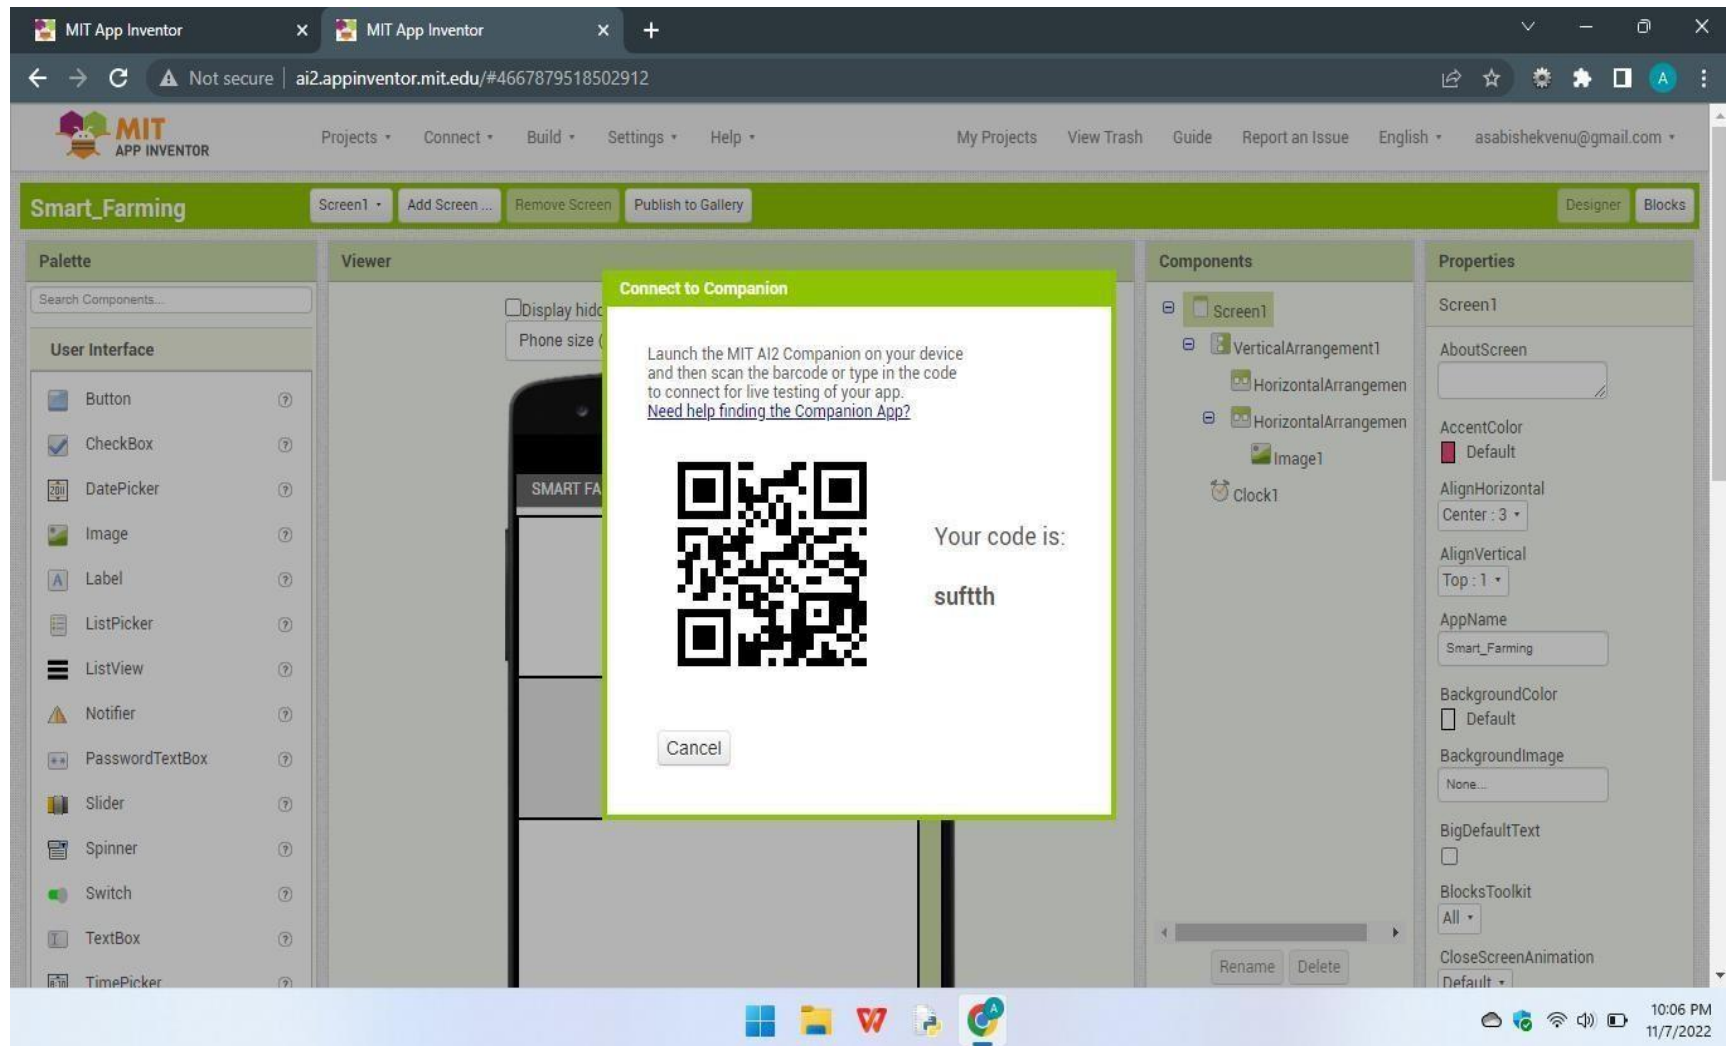 MIT App Inventor
MIT App Inventor
Not secure | ai2.appinventor.mit.edu/#4667879518502912
A
MIT
APP INVENTOR
Projects
Connect
Build
Settings
Help
My Projects
View Trash
Guide
Report an Issue
English
asabishekvenu@gmail.com
Smart_Farming
Screen1
Add Screen ...
Remove Screen
Publish to Gallery
Designer
Blocks
Palette
Search Components...
User Interface
Button
CheckBox
DatePicker
Image
Label
ListPicker
ListView
Notifier
PasswordTextBox
Slider
Spinner
Switch
TextBox
TimePicker
Viewer
Display hidd
Phone size (
SMART FA
Connect to Companion
Launch the MIT AI2 Companion on your device
and then scan the barcode or type in the code
to connect for live testing of your app.
Need help finding the Companion App?
Your code is:
suftth
Cancel
Components
Screen1
VerticalArrangement1
HorizontalArrangemen
HorizontalArrangemen
Image1
Clock1
Rename
Delete
Properties
Screen1
AboutScreen
AccentColor
Default
AlignHorizontal
Center : 3
AlignVertical
Top : 1
AppName
Smart_Farming
BackgroundColor
Default
BackgroundImage
None...
BigDefaultText
BlocksToolkit
All
CloseScreenAnimation
Default
10:06 PM
11/7/2022